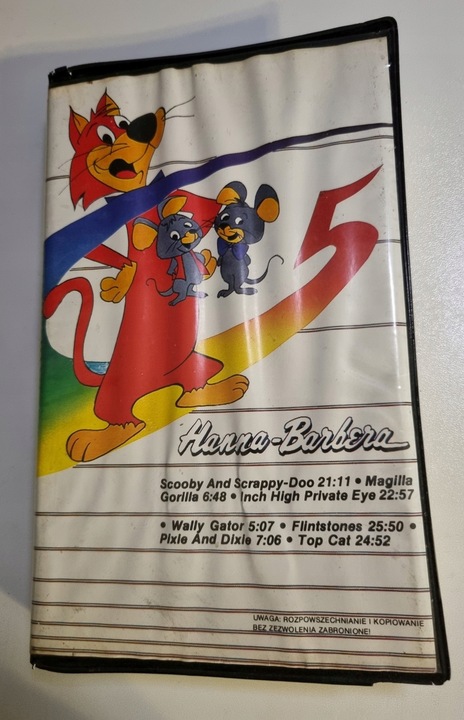 5
Hanna-Barbera
Scooby And Scrappy-Doo 21:11 • Magilla
Gorilla 6:48 • Inch High Private Eye 22:57
• Wally Gator 5:07 • Flintstones 25:50 •
Pixie And Dixie 7:06 • Top Cat 24:52
UWAGA: ROZPOWSZECHNIANIE I KOPIOWANIE
BEZ ZEZWOLENIA ZABRONIONE!